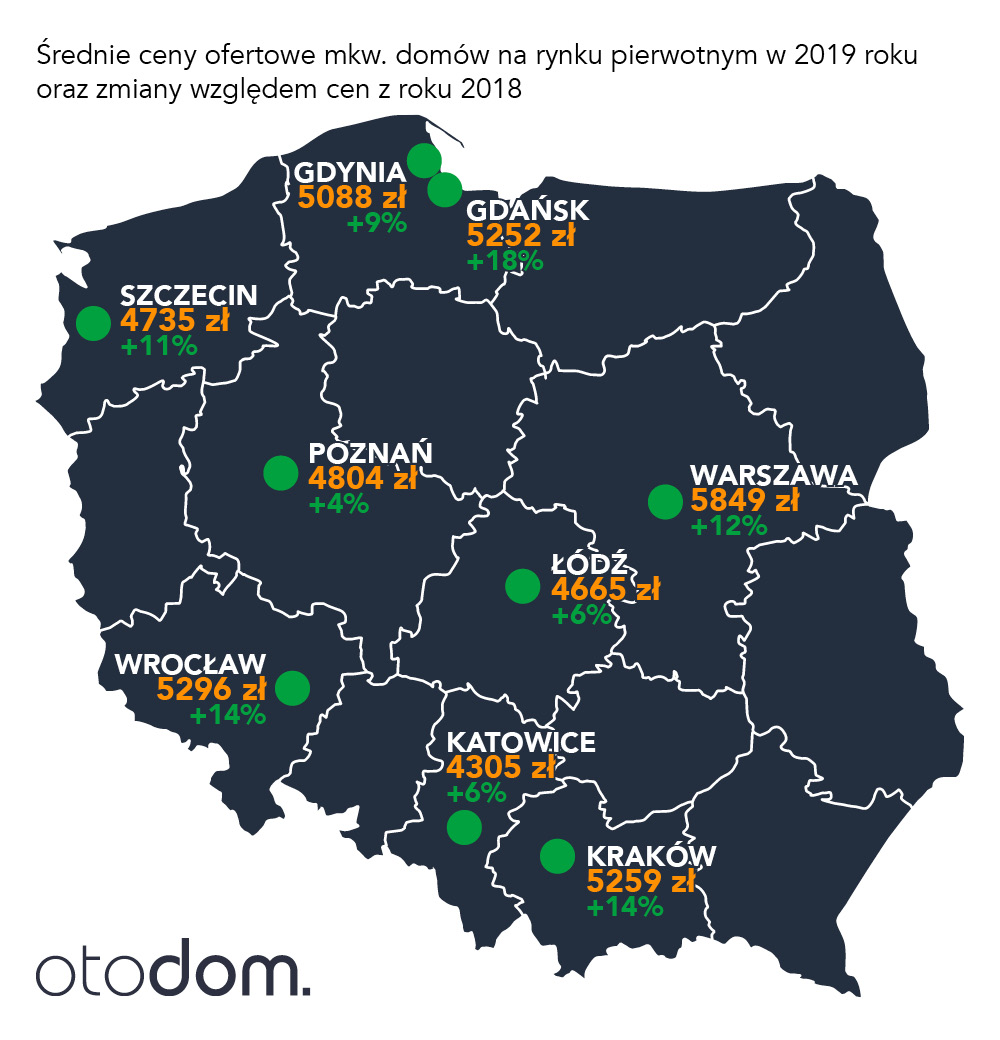 Średnie ceny ofertowe mkw. domów na rynku pierwotnym w 2019 roku
oraz zmiany względem cen z roku 2018
GDYNIA
5088 zł
+9%
GDAŃSK
5252 zł
+18%
SZCZECIN
4735 zł
+11%
POZNAŃ
4804 zł
+4%
WARSZAWA
5849 zł
+12%
ŁÓDŹ
4665 zł
+6%
WROCŁAW
5296 zł
+14%
KATOWICE
4305 zł
+6%
KRAKÓW
5259 zł
+14%
otodom.